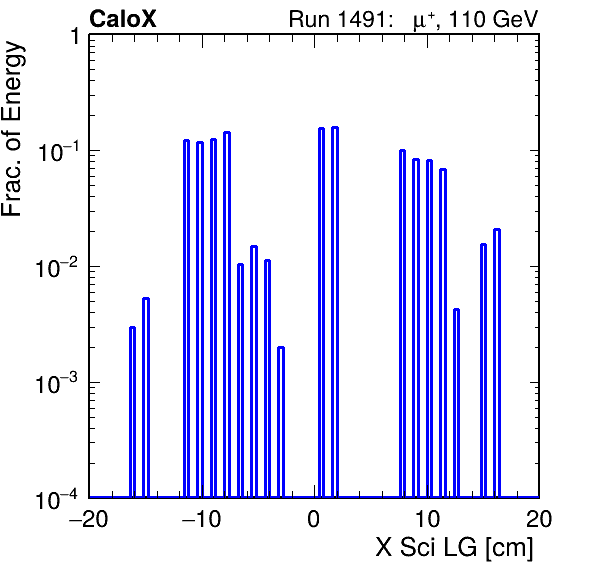 CaloX Run 1491: μ⁺, 110 GeV
Frac. of Energy
1
10⁻¹
10⁻²
10⁻³
10⁻⁴
−20 −10 0 10 20
X Sci LG [cm]